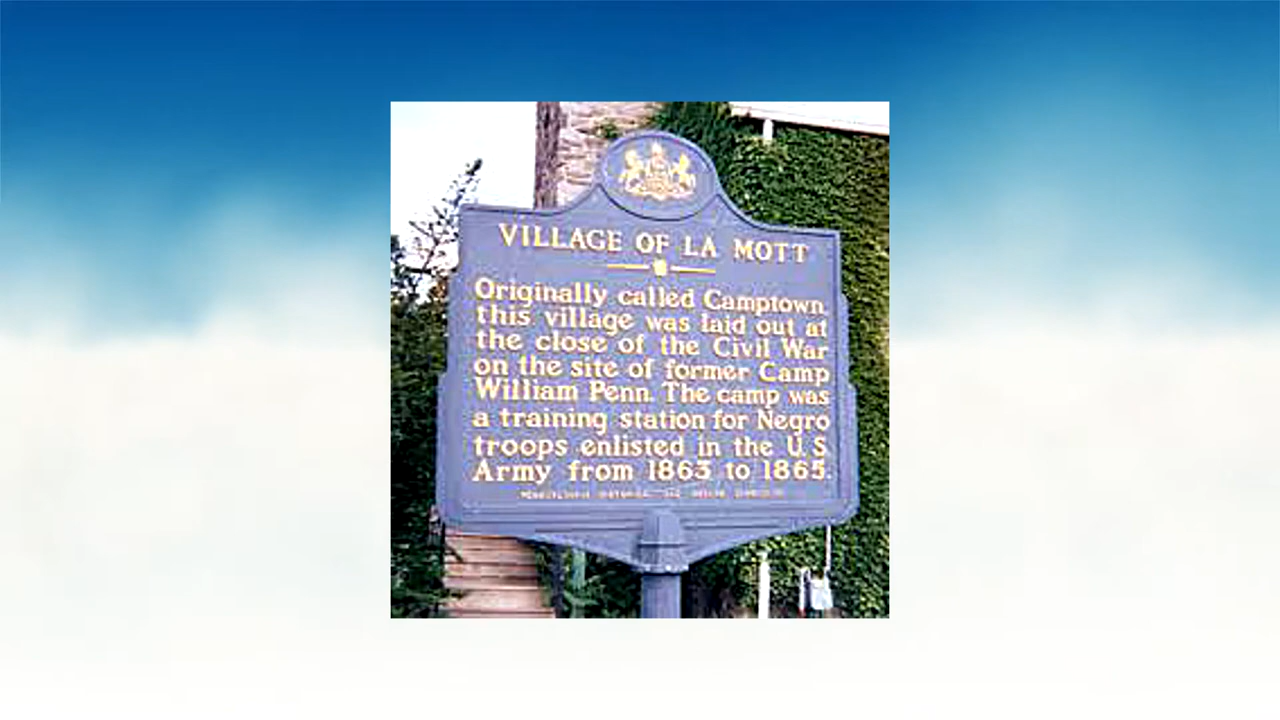 VILLAGE OF LA MOTT
Originally called Camptown,
this village was laid out at
the close of the Civil War
on the site of former Camp
William Penn. The camp was
a training station for Negro
troops enlisted in the U.S.
Army from 1863 to 1865.